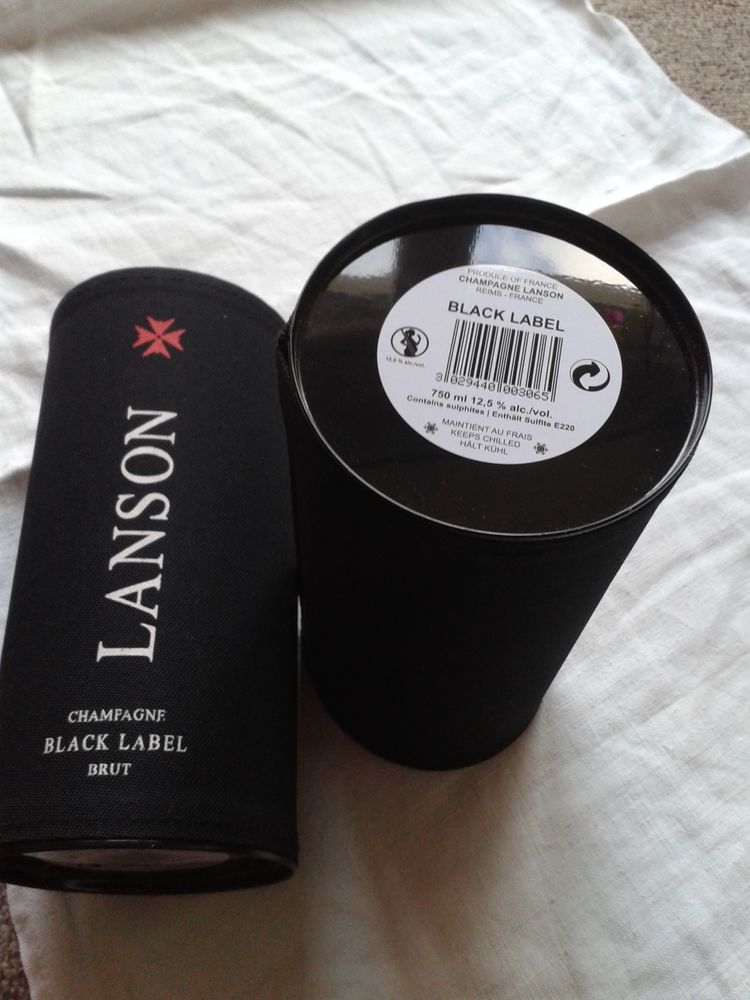 LANSON
CHAMPAGNE
BLACK LABEL
BRUT
PRODUCE OF FRANCE
CHAMPAGNE LANSON
REIMS - FRANCE
BLACK LABEL
12,5 % alc./vol.
3 029440 003065
750 ml 12,5 % alc./vol.
Contains sulphites | Enthält Sulfite E220
MAINTIENT AU FRAIS
KEEPS CHILLED
HÄLT KÜHL